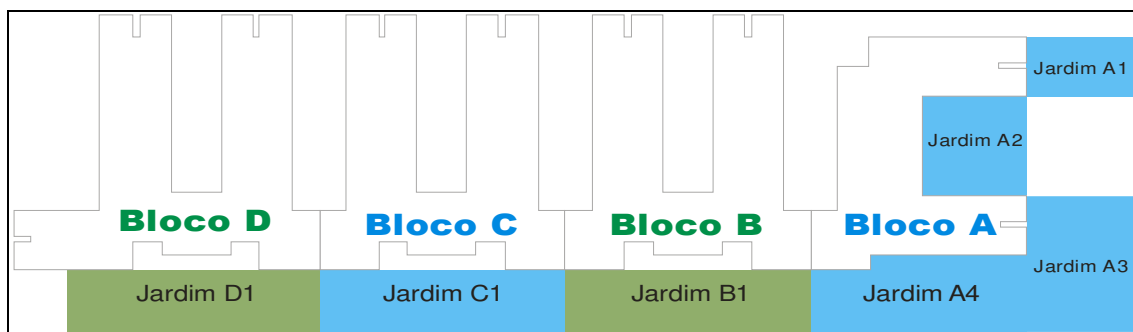 Jardim A1
Jardim A2
Bloco D
Bloco C
Bloco B
Bloco A
Jardim A3
Jardim D1
Jardim C1
Jardim B1
Jardim A4